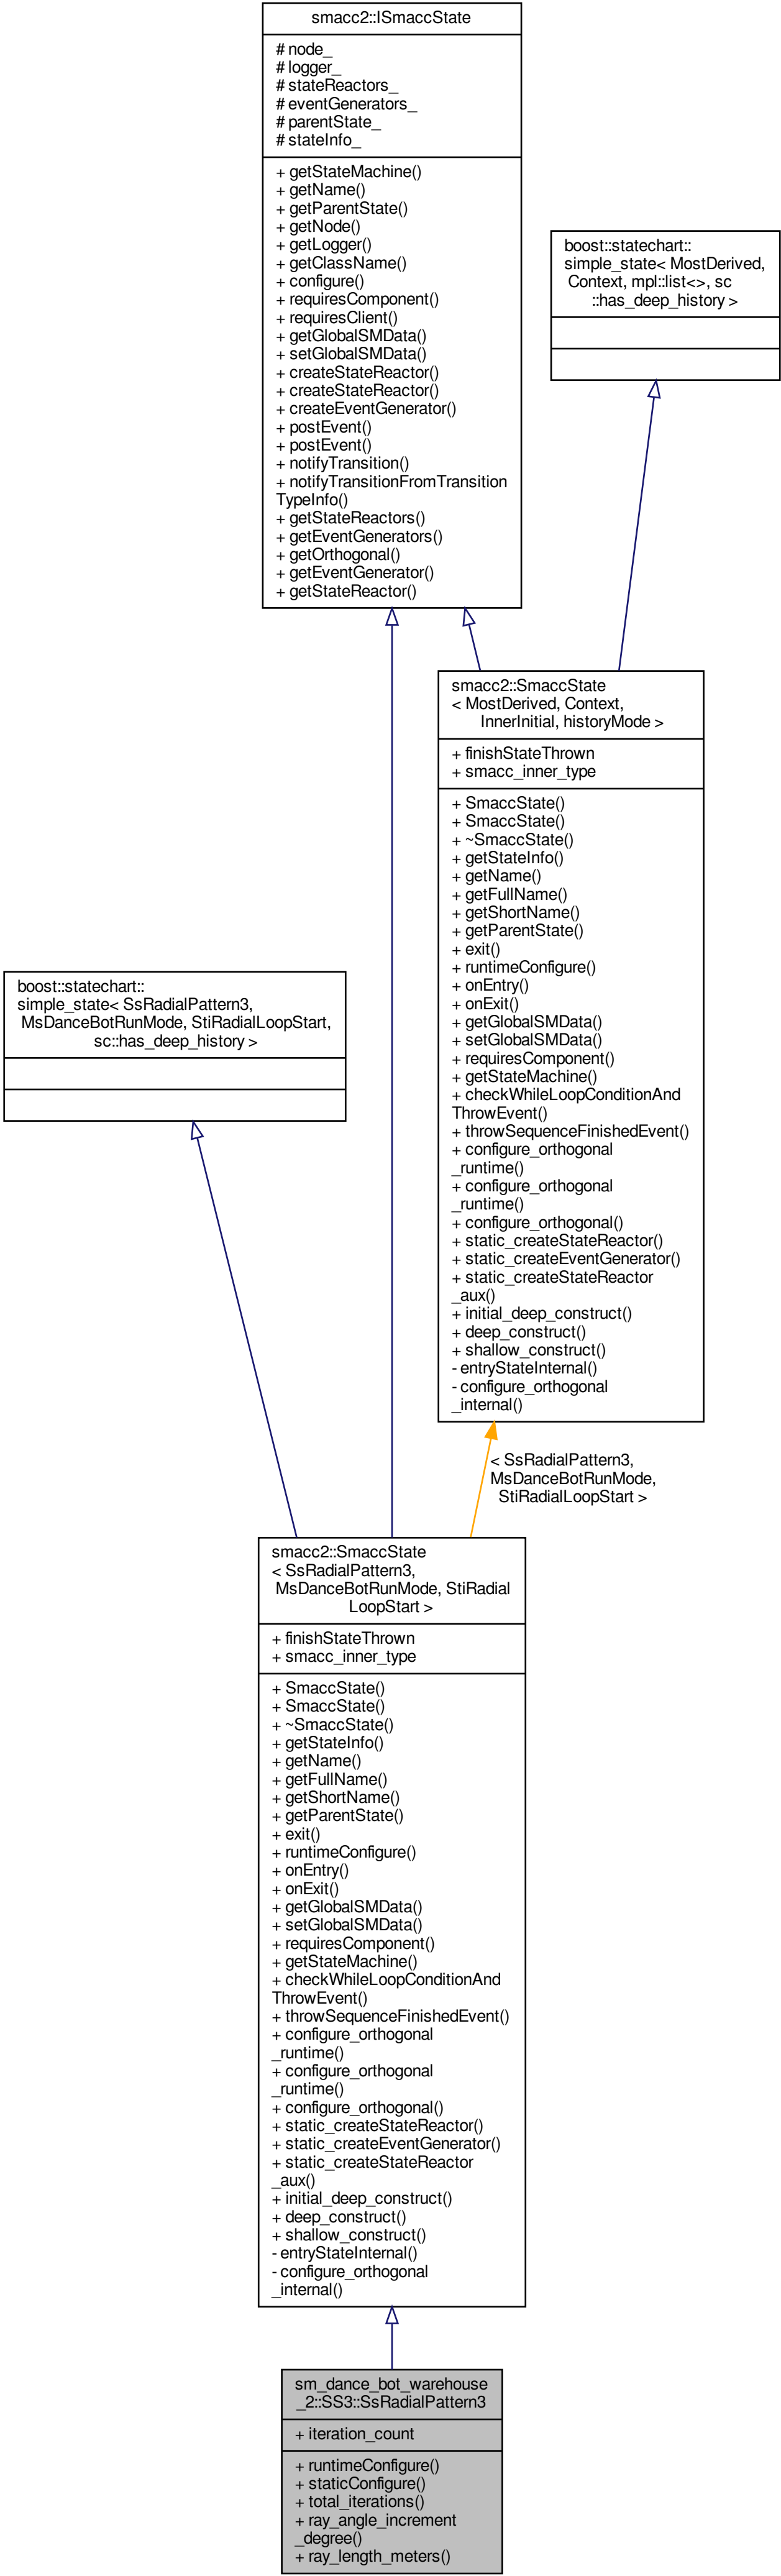 smacc2::ISmaccState
# node_
# logger_
# stateReactors_
# eventGenerators_
# parentState_
# stateInfo_
+ getStateMachine()
+ getName()
+ getParentState()
+ getNode()
+ getLogger()
+ getClassName()
+ configure()
+ requiresComponent()
+ requiresClient()
+ getGlobalSMData()
+ setGlobalSMData()
+ createStateReactor()
+ createStateReactor()
+ createEventGenerator()
+ postEvent()
+ postEvent()
+ notifyTransition()
+ notifyTransitionFromTransition
TypeInfo()
+ getStateReactors()
+ getEventGenerators()
+ getOrthogonal()
+ getEventGenerator()
+ getStateReactor()
boost::statechart::
simple_state< MostDerived,
Context, mpl::list<>, sc
::has_deep_history >
smacc2::SmaccState
< MostDerived, Context,
InnerInitial, historyMode >
+ finishStateThrown
+ smacc_inner_type
+ SmaccState()
+ SmaccState()
+ ~SmaccState()
+ getStateInfo()
+ getName()
+ getFullName()
+ getShortName()
+ getParentState()
+ exit()
+ runtimeConfigure()
+ onEntry()
+ onExit()
+ getGlobalSMData()
+ setGlobalSMData()
+ requiresComponent()
+ getStateMachine()
+ checkWhileLoopConditionAnd
ThrowEvent()
+ throwSequenceFinishedEvent()
+ configure_orthogonal
_runtime()
+ configure_orthogonal
_runtime()
+ configure_orthogonal()
+ static_createStateReactor()
+ static_createEventGenerator()
+ static_createStateReactor
_aux()
+ initial_deep_construct()
+ deep_construct()
+ shallow_construct()
- entryStateInternal()
- configure_orthogonal
_internal()
boost::statechart::
simple_state< SsRadialPattern3,
MsDanceBotRunMode, StiRadialLoopStart,
sc::has_deep_history >
< SsRadialPattern3,
MsDanceBotRunMode,
StiRadialLoopStart >
smacc2::SmaccState
< SsRadialPattern3,
MsDanceBotRunMode, StiRadial
LoopStart >
+ finishStateThrown
+ smacc_inner_type
+ SmaccState()
+ SmaccState()
+ ~SmaccState()
+ getStateInfo()
+ getName()
+ getFullName()
+ getShortName()
+ getParentState()
+ exit()
+ runtimeConfigure()
+ onEntry()
+ onExit()
+ getGlobalSMData()
+ setGlobalSMData()
+ requiresComponent()
+ getStateMachine()
+ checkWhileLoopConditionAnd
ThrowEvent()
+ throwSequenceFinishedEvent()
+ configure_orthogonal
_runtime()
+ configure_orthogonal
_runtime()
+ configure_orthogonal()
+ static_createStateReactor()
+ static_createEventGenerator()
+ static_createStateReactor
_aux()
+ initial_deep_construct()
+ deep_construct()
+ shallow_construct()
- entryStateInternal()
- configure_orthogonal
_internal()
sm_dance_bot_warehouse
_2::SS3::SsRadialPattern3
+ iteration_count
+ runtimeConfigure()
+ staticConfigure()
+ total_iterations()
+ ray_angle_increment
_degree()
+ ray_length_meters()